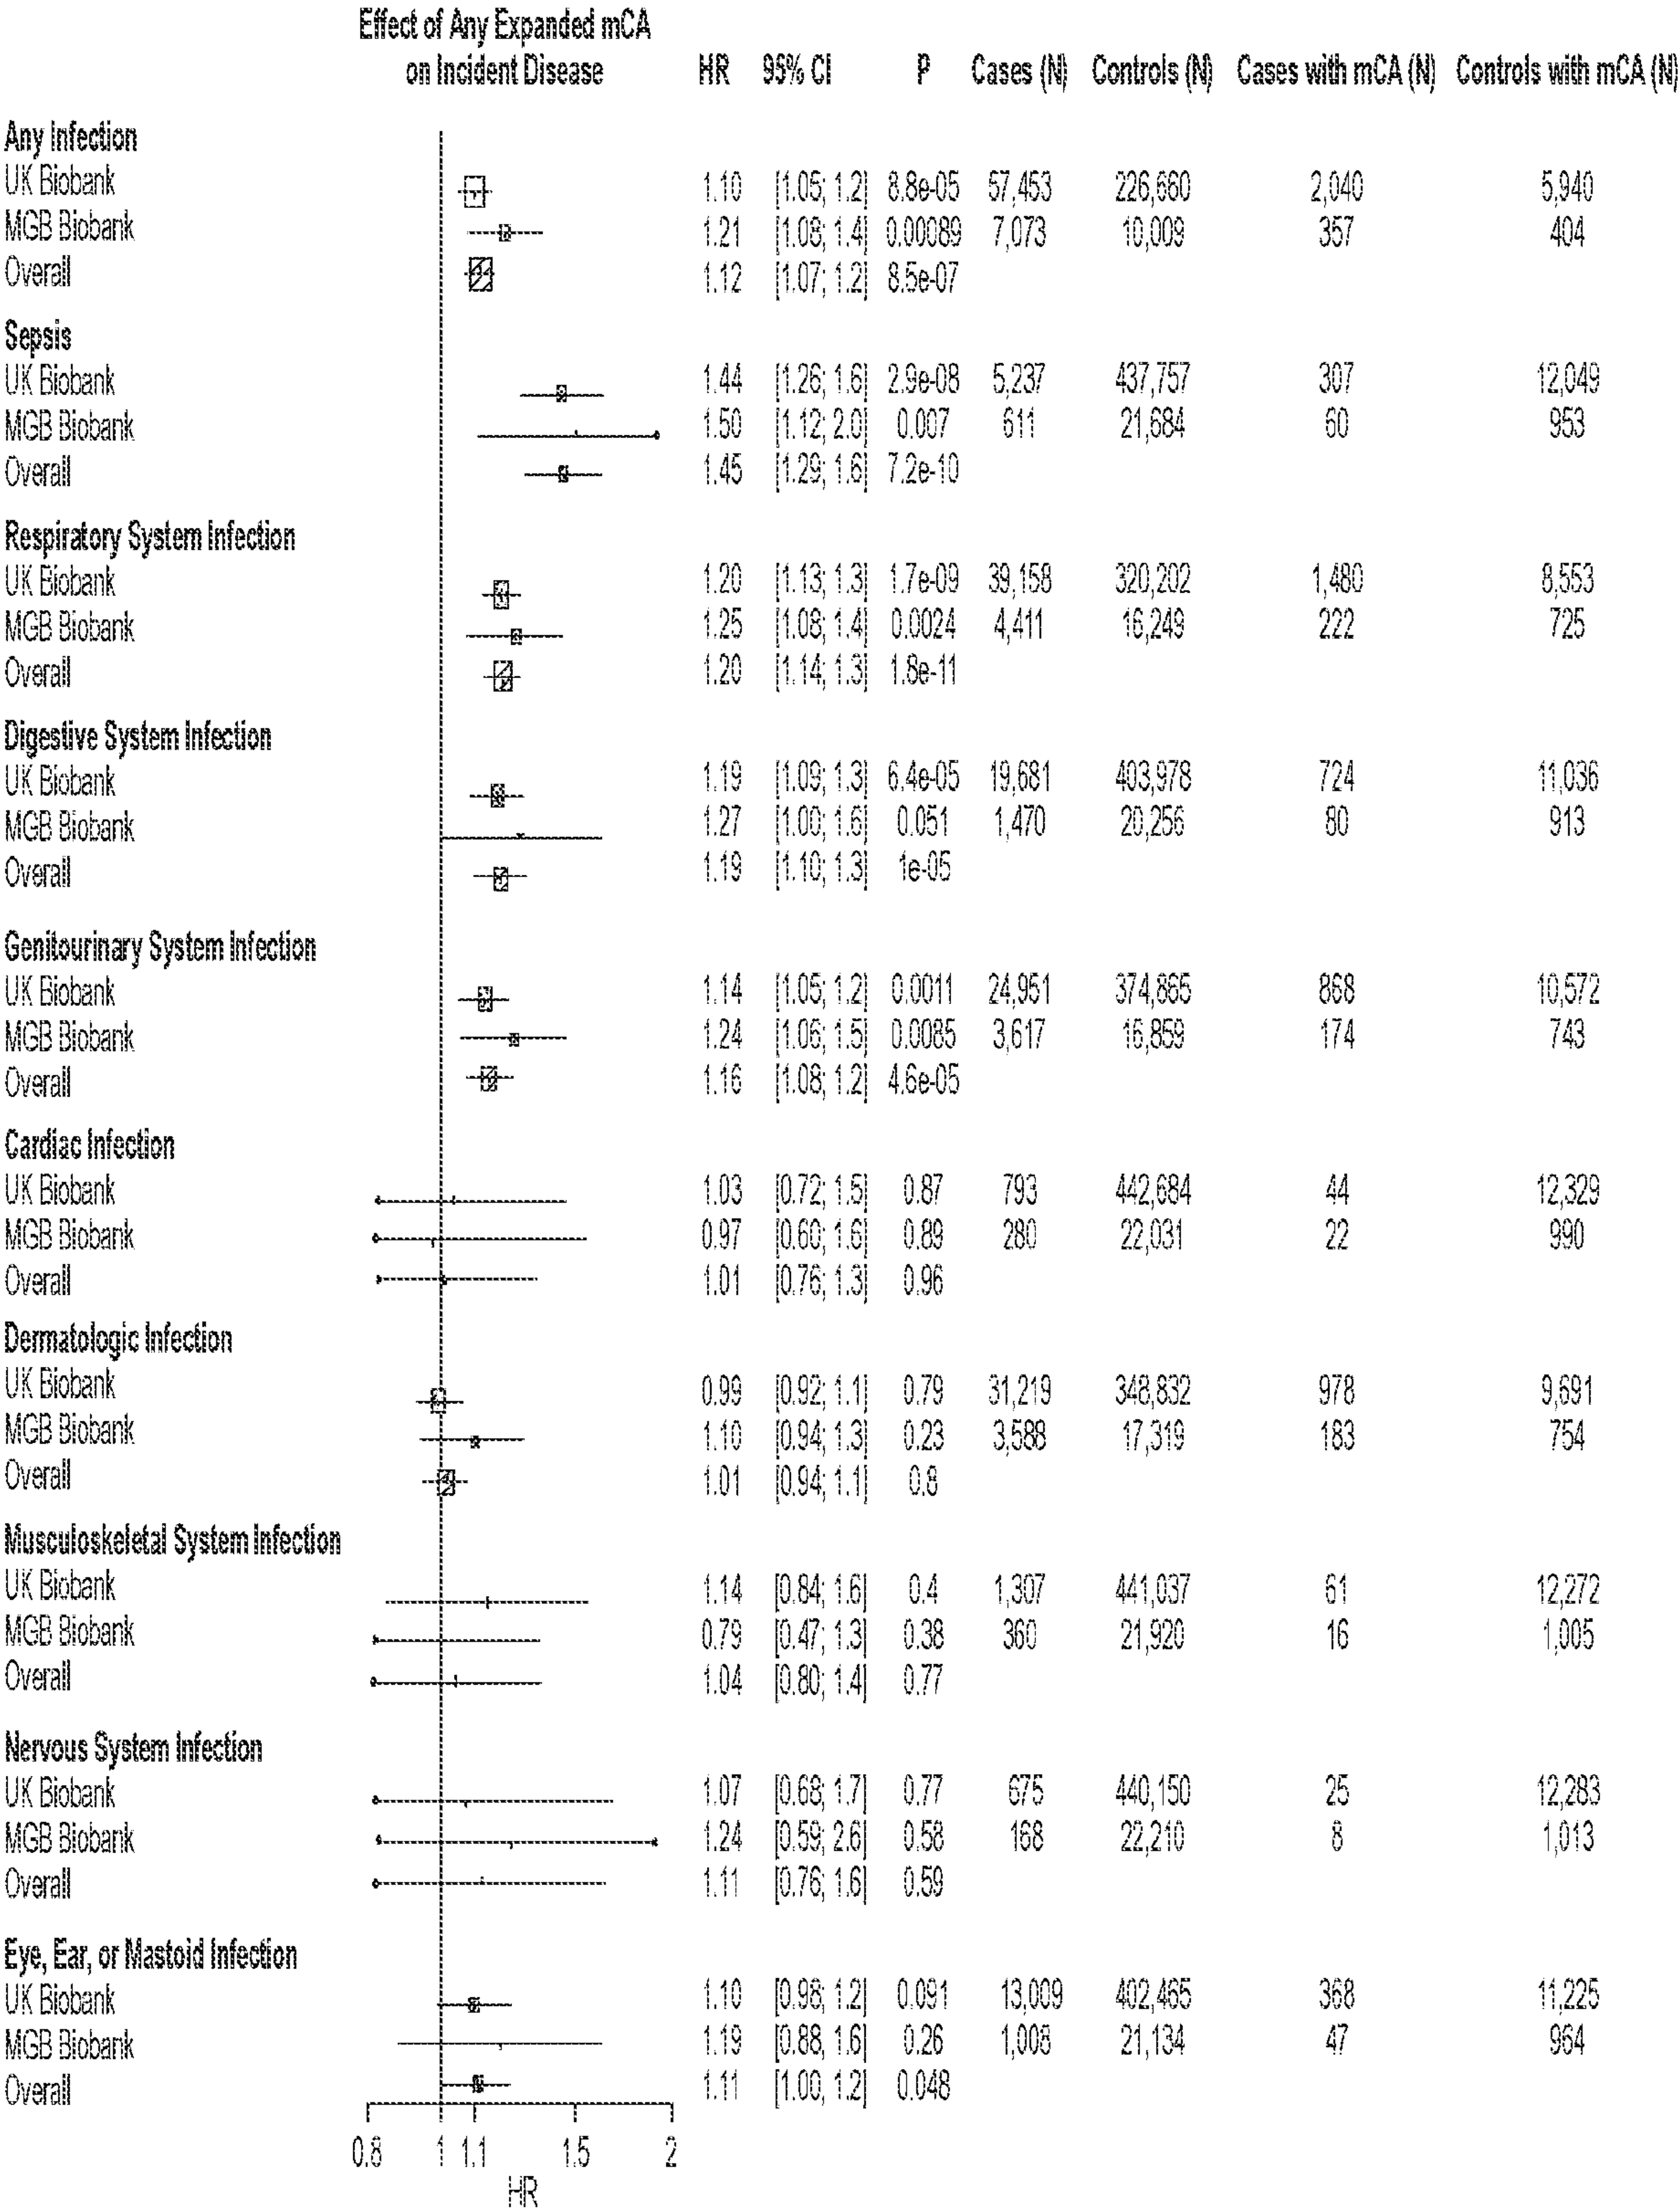 Effect of Any Expanded mCA
on Incident Disease HR 95% CI P Cases (N) Controls (N) Cases with mCA (N) Controls with mCA (N)
Any Infection
UK Biobank 1.10 [1.05; 1.2] 8.8e-05 57,453 226,660 2,040 5,940
MGB Biobank 1.21 [1.08; 1.4] 0.00089 7,073 10,009 357 404
Overall 1.12 [1.07; 1.2] 8.5e-07
Sepsis
UK Biobank 1.44 [1.26; 1.6] 2.9e-08 5,237 437,757 307 12,049
MGB Biobank 1.50 [1.12; 2.0] 0.007 611 21,684 60 953
Overall 1.45 [1.29; 1.6] 7.2e-10
Respiratory System Infection
UK Biobank 1.20 [1.13; 1.3] 1.7e-09 39,158 320,202 1,480 8,553
MGB Biobank 1.25 [1.08; 1.4] 0.0024 4,411 16,249 222 725
Overall 1.20 [1.14; 1.3] 1.8e-11
Digestive System Infection
UK Biobank 1.19 [1.09; 1.3] 6.4e-05 19,681 403,978 724 11,036
MGB Biobank 1.27 [1.00; 1.6] 0.051 1,470 20,256 80 913
Overall 1.19 [1.10; 1.3] 1e-05
Genitourinary System Infection
UK Biobank 1.14 [1.05; 1.2] 0.0011 24,951 374,865 868 10,572
MGB Biobank 1.24 [1.06; 1.5] 0.0085 3,617 16,859 174 743
Overall 1.16 [1.08; 1.2] 4.6e-05
Cardiac Infection
UK Biobank 1.03 [0.72; 1.5] 0.87 793 442,684 44 12,329
MGB Biobank 0.97 [0.60; 1.6] 0.89 280 22,031 22 990
Overall 1.01 [0.76; 1.3] 0.96
Dermatologic Infection
UK Biobank 0.99 [0.92; 1.1] 0.79 31,219 348,832 978 9,691
MGB Biobank 1.10 [0.94; 1.3] 0.23 3,588 17,319 183 754
Overall 1.01 [0.94; 1.1] 0.8
Musculoskeletal System Infection
UK Biobank 1.14 [0.84; 1.6] 0.4 1,307 441,037 61 12,272
MGB Biobank 0.79 [0.47; 1.3] 0.38 360 21,920 16 1,005
Overall 1.04 [0.80; 1.4] 0.77
Nervous System Infection
UK Biobank 1.07 [0.68; 1.7] 0.77 675 440,150 25 12,283
MGB Biobank 1.24 [0.59; 2.6] 0.58 168 22,210 8 1,013
Overall 1.11 [0.76; 1.6] 0.59
Eye, Ear, or Mastoid Infection
UK Biobank 1.10 [0.98; 1.2] 0.091 13,009 402,465 368 11,225
MGB Biobank 1.19 [0.88; 1.6] 0.26 1,008 21,134 47 964
Overall 1.11 [1.00; 1.2] 0.048
0.8 1 1.1 1.5 2
HR